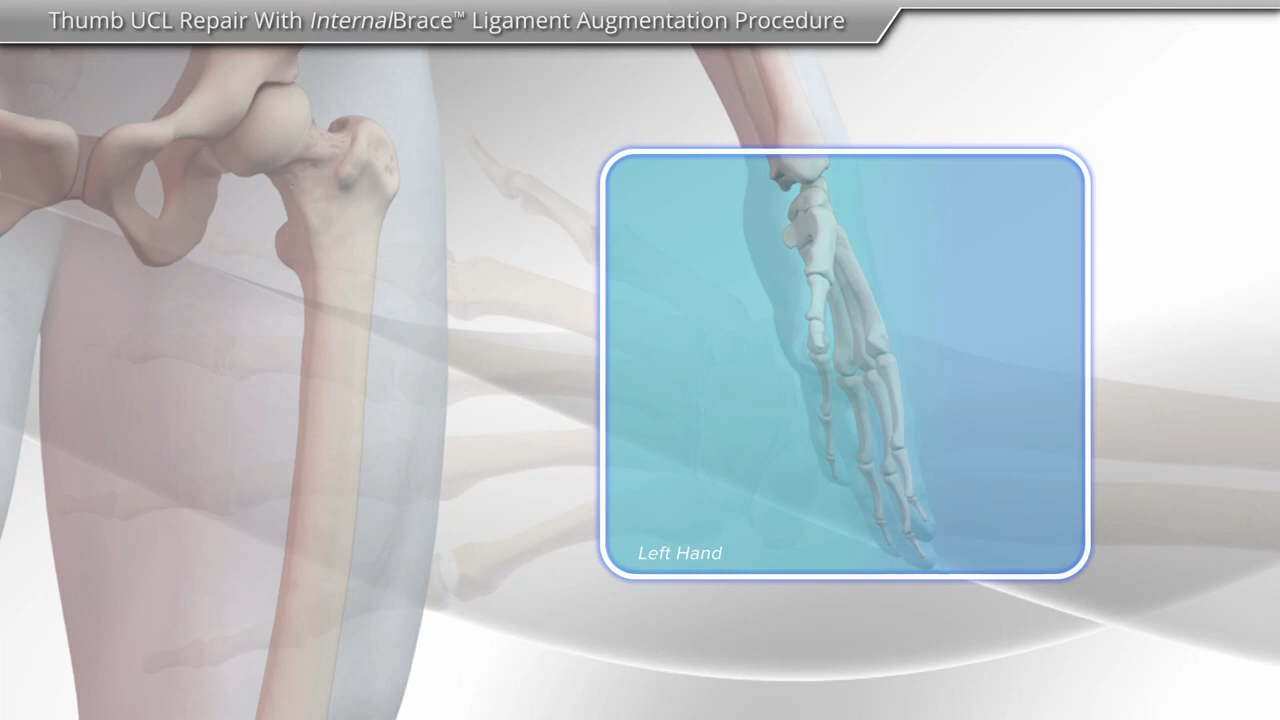 Thumb UCL Repair With InternalBrace™ Ligament Augmentation Procedure
Left Hand